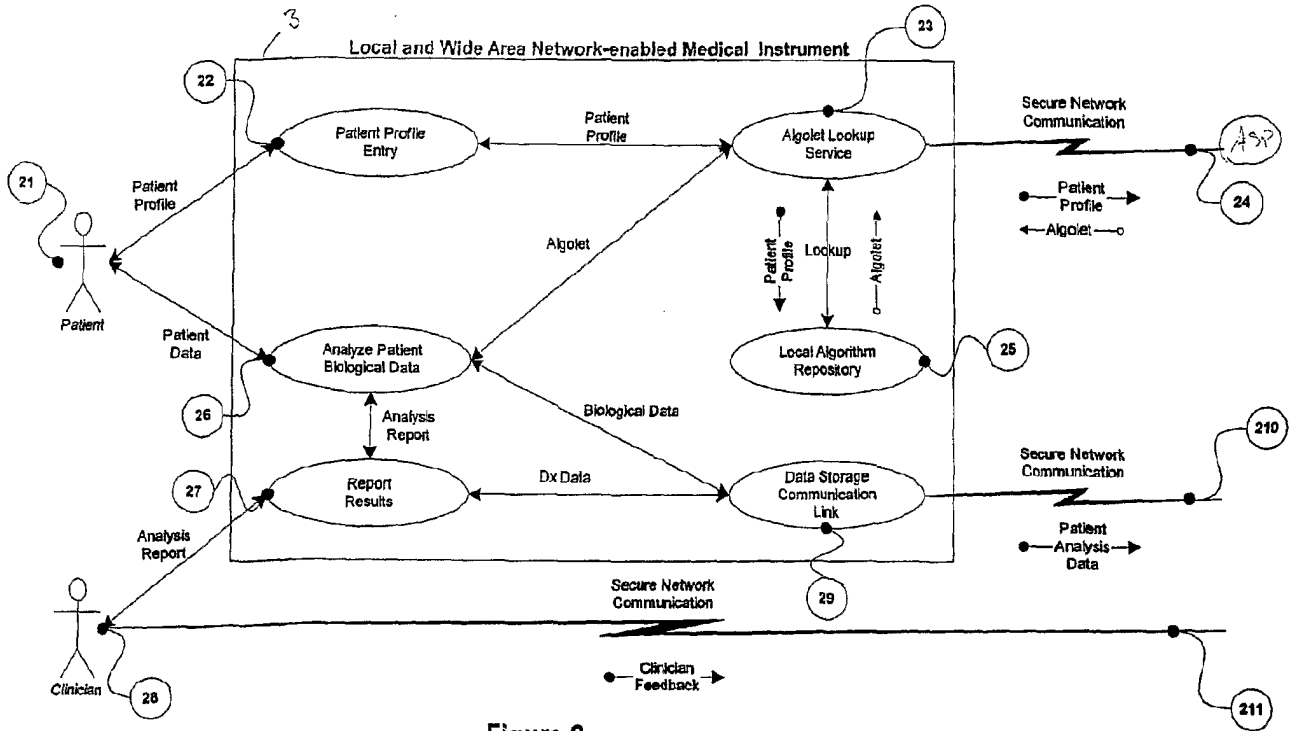 3
23
Local and Wide Area Network-enabled Medical Instrument
22
Patient Profile
Entry
Patient
Profile
Algolet Lookup
Service
Secure Network
Communication
ASP
24
Patient
Profile
Algolet
21
Patient
Profile
Patient
Algolet
Patient
Profile
Lookup
Algolet
Patient
Data
Analyze Patient
Biological Data
Local Algorithm
Repository
25
26
Analysis
Report
Biological Data
210
27
Report
Results
Dx Data
Data Storage
Communication
Link
Secure Network
Communication
Patient
Analysis
Data
Analysis
Report
29
Secure Network
Communication
Clinician
28
Clinician
Feedback
211